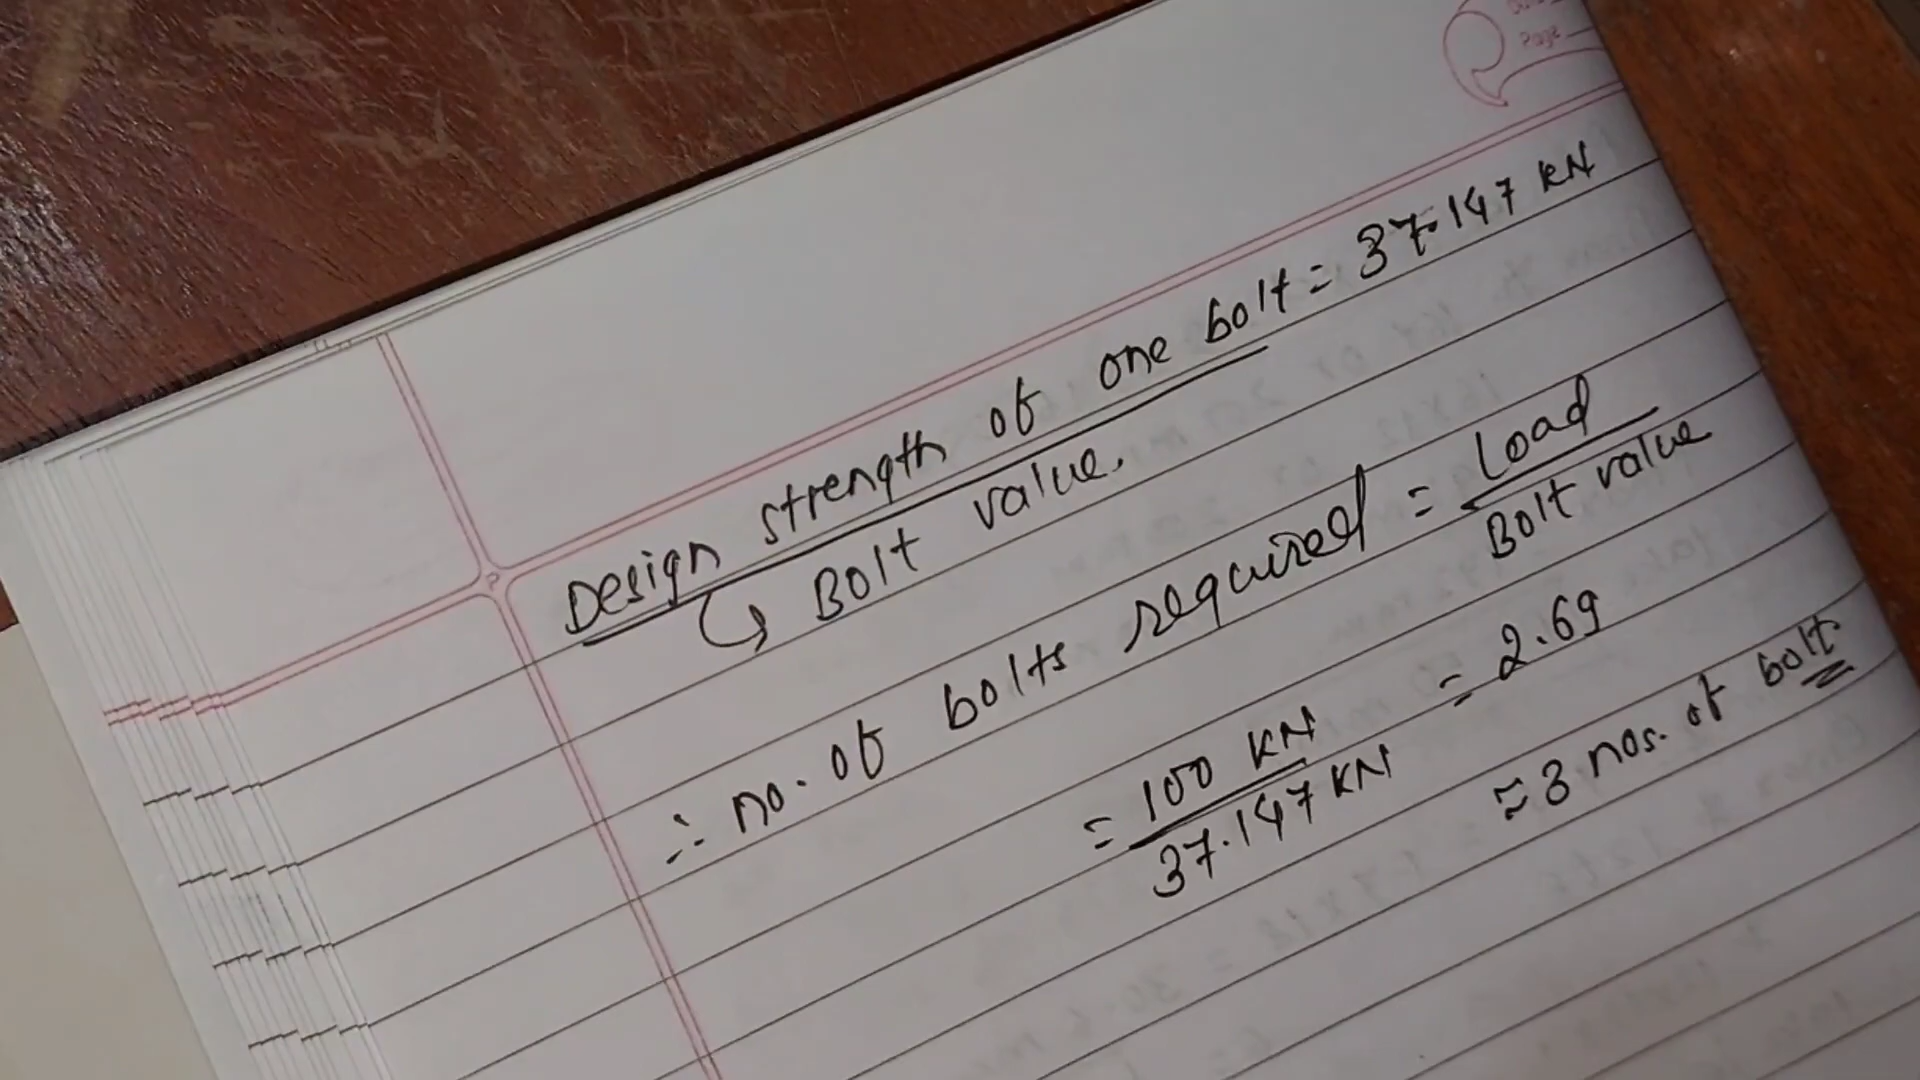 Page
Design strength of one bolt = 37.147 KN
↳ Bolt value.
∴ no. of bolts required = Load / Bolt value
= 100 KN / 37.147 KN = 2.69
≈ 3 nos. of bolt